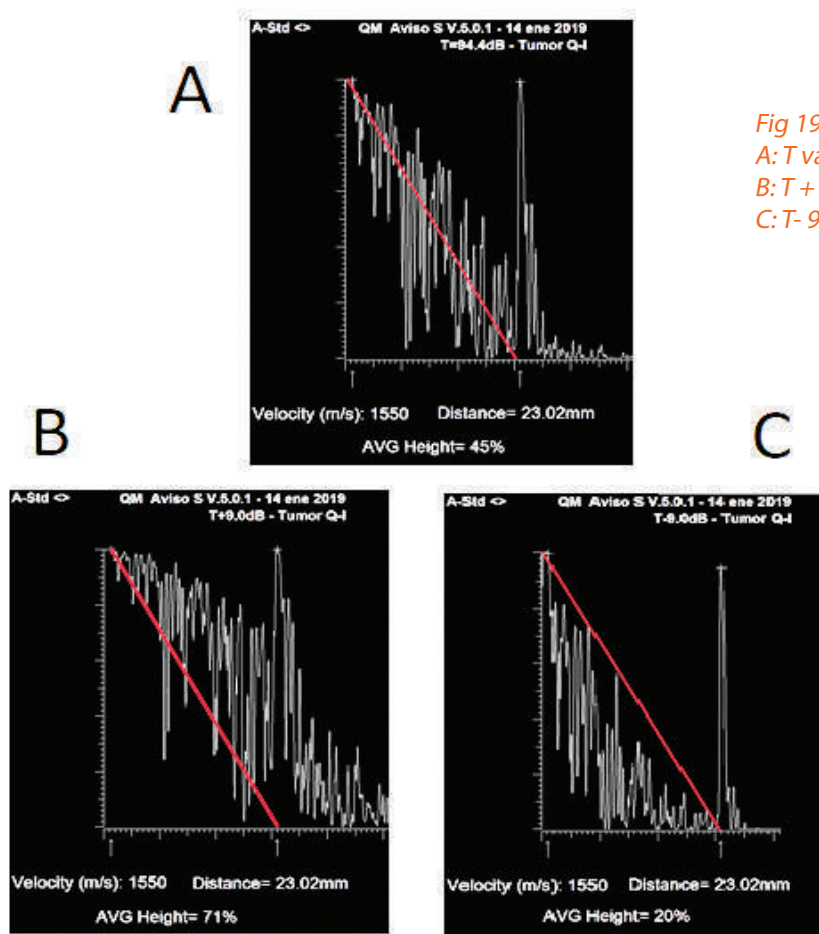 A
A-Std <> QM Aviso S V.5.0.1 - 14 ene 2019
T=94.4dB - Tumor Q-I
Velocity (m/s): 1550 Distance= 23.02mm
AVG Height= 45%
Fig 19
A: T va
B: T +
C: T- 9
B
A-Std <> QM Aviso S V.5.0.1 - 14 ene 2019
T+9.0dB - Tumor Q-I
Velocity (m/s): 1550 Distance= 23.02mm
AVG Height= 71%
C
A-Std <> QM Aviso S V.5.0.1 - 14 ene 2019
T-9.0dB - Tumor Q-I
Velocity (m/s): 1550 Distance= 23.02mm
AVG Height= 20%